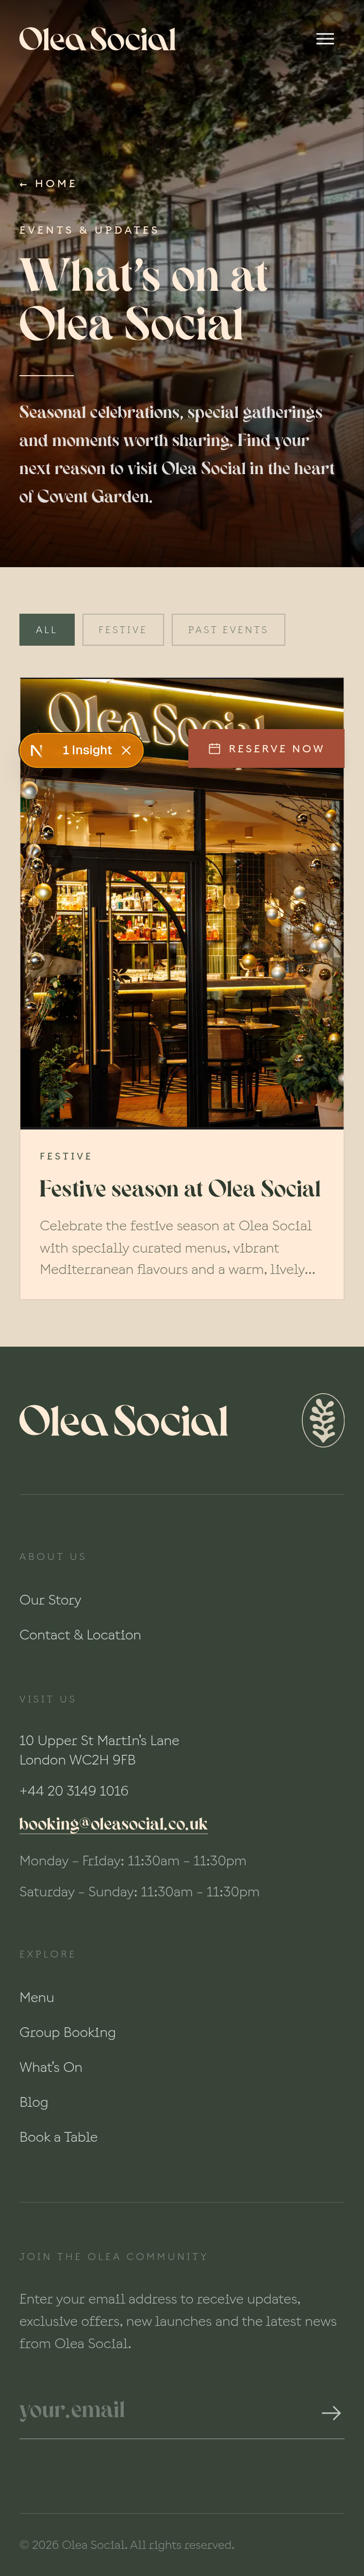 Olea Social
← HOME
EVENTS & UPDATES
What's on at
Olea Social
Seasonal celebrations, special gatherings
and moments worth sharing. Find your
next reason to visit Olea Social in the heart
of Covent Garden.
ALL
FESTIVE
PAST EVENTS
Olea Social
N 1 Insight
RESERVE NOW
FESTIVE
Festive season at Olea Social
Celebrate the festive season at Olea Social
with specially curated menus, vibrant
Mediterranean flavours and a warm, lively...
Olea Social
ABOUT US
Our Story
Contact & Location
VISIT US
10 Upper St Martin's Lane
London WC2H 9FB
+44 20 3149 1016
booking@oleasocial.co.uk
Monday – Friday: 11:30am – 11:30pm
Saturday – Sunday: 11:30am – 11:30pm
EXPLORE
Menu
Group Booking
What's On
Blog
Book a Table
JOIN THE OLEA COMMUNITY
Enter your email address to receive updates,
exclusive offers, new launches and the latest news
from Olea Social.
your.email
© 2026 Olea Social. All rights reserved.